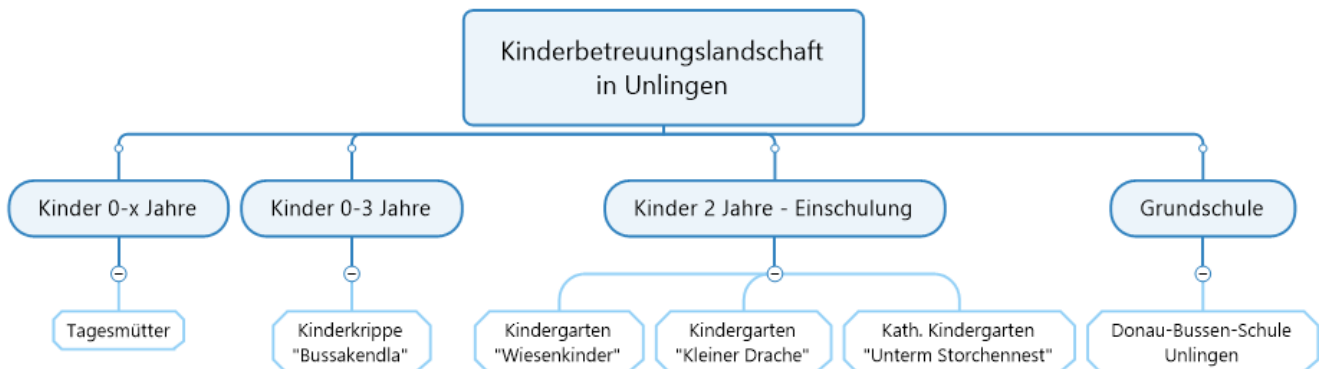 Kinderbetreuungslandschaft
in Unlingen
Kinder 0-x Jahre
Kinder 0-3 Jahre
Kinder 2 Jahre - Einschulung
Grundschule
Tagesmütter
Kinderkrippe
"Bussakendla"
Kindergarten
"Wiesenkinder"
Kindergarten
"Kleiner Drache"
Kath. Kindergarten
"Unterm Storchennest"
Donau-Bussen-Schule
Unlingen